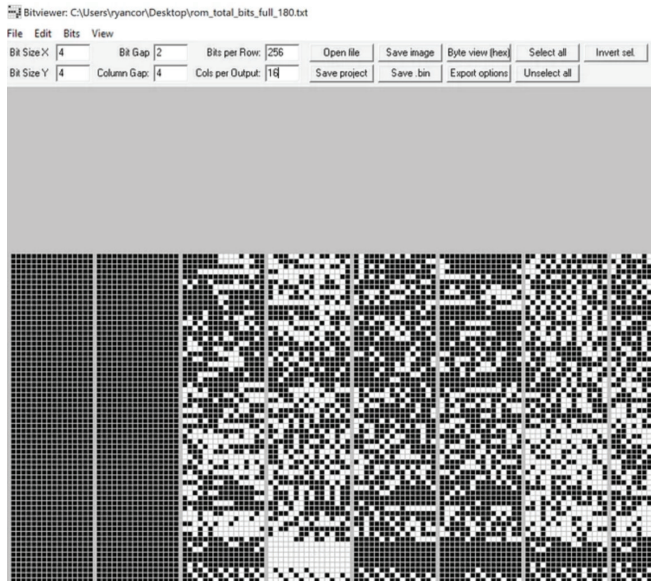 Bitviewer: C:\Users\ryancor\Desktop\rom_total_bits_full_180.txt
File Edit Bits View
Bit Size X 4 Bit Gap 2 Bits per Row: 256 Open file Save image Byte view (hex) Select all Invert sel.
Bit Size Y 4 Column Gap: 4 Cols per Output: 16 Save project Save .bin Export options Unselect all